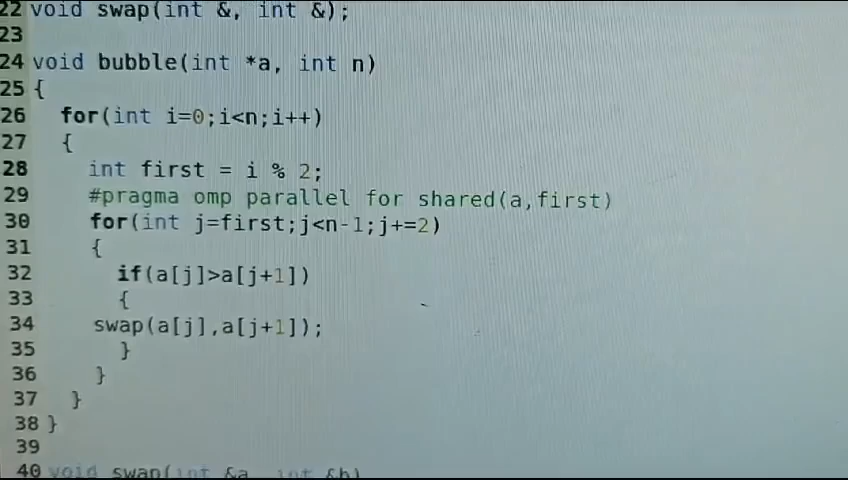 22 void swap(int &, int &);
23
24 void bubble(int *a, int n)
25 {
26 for(int i=0;i<n;i++)
27 {
28 int first = i % 2;
29 #pragma omp parallel for shared(a,first)
30 for(int j=first;j<n-1;j+=2)
31 {
32 if(a[j]>a[j+1])
33 {
34 swap(a[j],a[j+1]);
35 }
36 }
37 }
38 }
39
40 void swap(int &a, int &b)